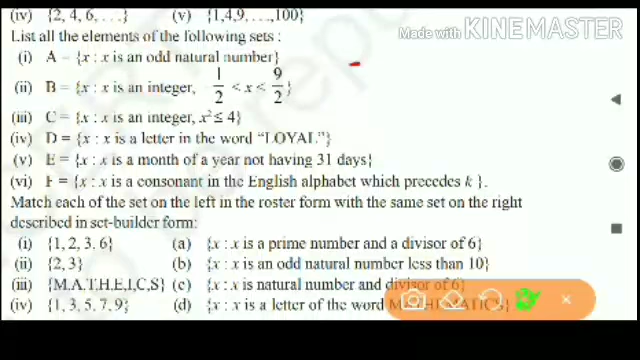 (iv) {2, 4, 6, . . .} (v) {1,4,9, . . .,100}
Made with KINEMASTER
List all the elements of the following sets :
(i) A = {x : x is an odd natural number}
(ii) B = {x : x is an integer, 1/2 < x < 9/2}
(iii) C = {x : x is an integer, x² ≤ 4}
(iv) D = {x : x is a letter in the word “LOYAL”}
(v) E = {x : x is a month of a year not having 31 days}
(vi) F = {x : x is a consonant in the English alphabet which precedes k }.
Match each of the set on the left in the roster form with the same set on the right
described in set-builder form:
(i) {1, 2, 3, 6} (a) {x : x is a prime number and a divisor of 6}
(ii) {2, 3} (b) {x : x is an odd natural number less than 10}
(iii) {M,A,T,H,E,I,C,S} (c) {x : x is natural number and divisor of 6}
(iv) {1, 3, 5, 7, 9} (d) {x : x is a letter of the word MATHEMATICS}.